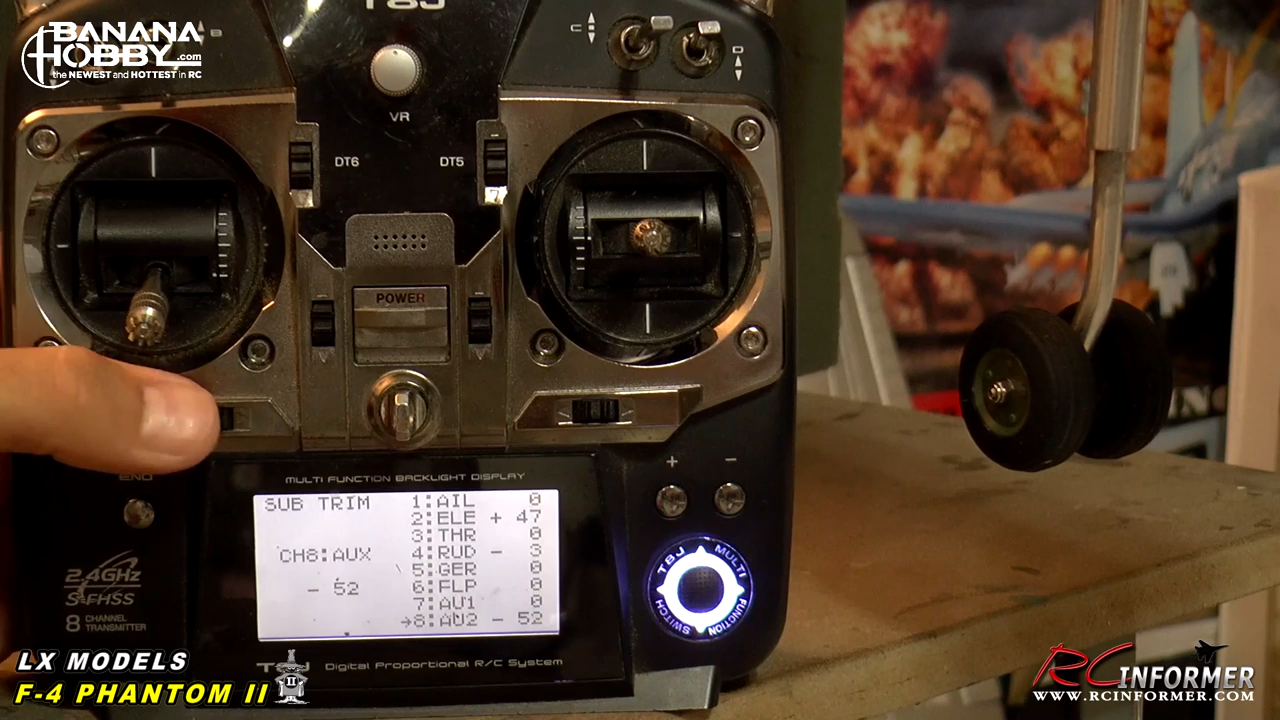 T8J
BANANA
HOBBY.com
the NEWEST and HOTTEST in RC
B
C
D
VR
DT6
DT5
7
POWER
END
MULTI FUNCTION BACKLIGHT DISPLAY
+
−
SUB TRIM
CH8:AUX
- 52
1:AIL 0
2:ELE + 47
3:THR 0
4:RUD - 3
5:GER 0
6:FLP 0
7:AU1 0
→8:AU2 - 52
T8J MULTI
SWITCH FUNCTION
2.4GHz
S-FHSS
8 CHANNEL
TRANSMITTER
T8J Digital Proportional R/C System
LX MODELS
F-4 PHANTOM II
RCINFORMER
WWW.RCINFORMER.COM